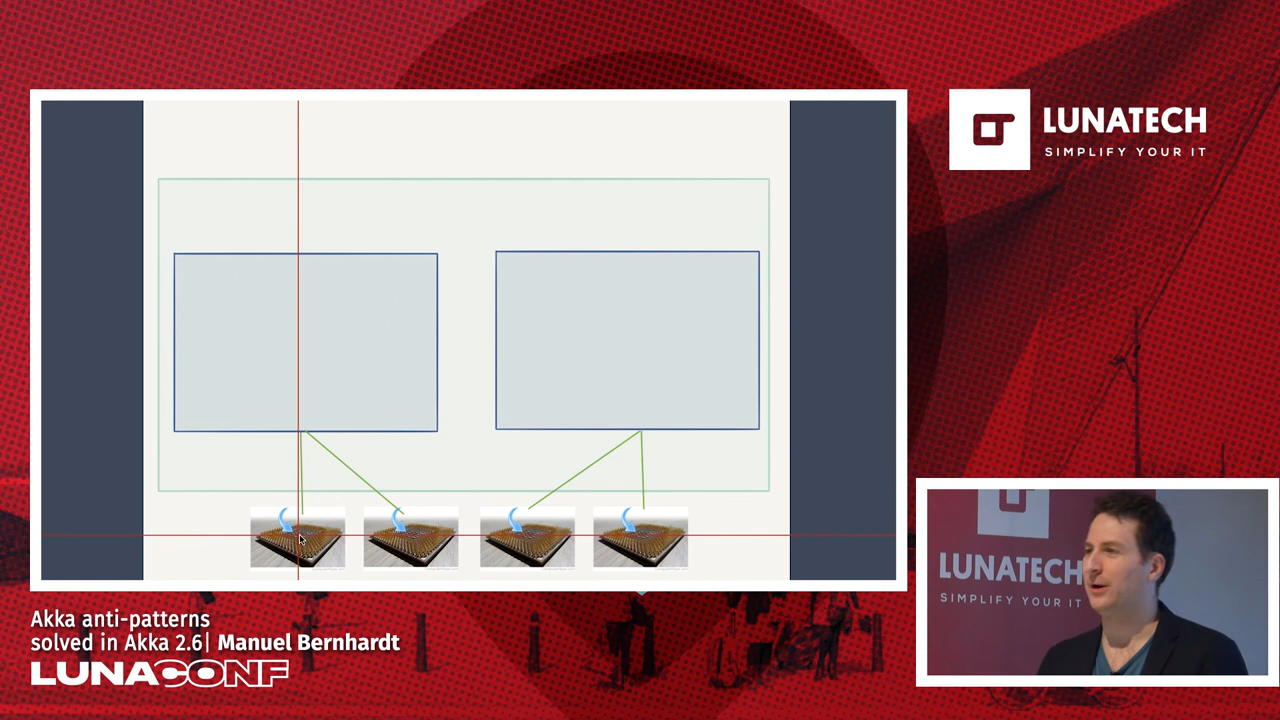 LUNATECH
SIMPLIFY YOUR IT
LUNATECH
SIMPLIFY YOUR IT
Akka anti-patterns
solved in Akka 2.6| Manuel Bernhardt
LUNACONF